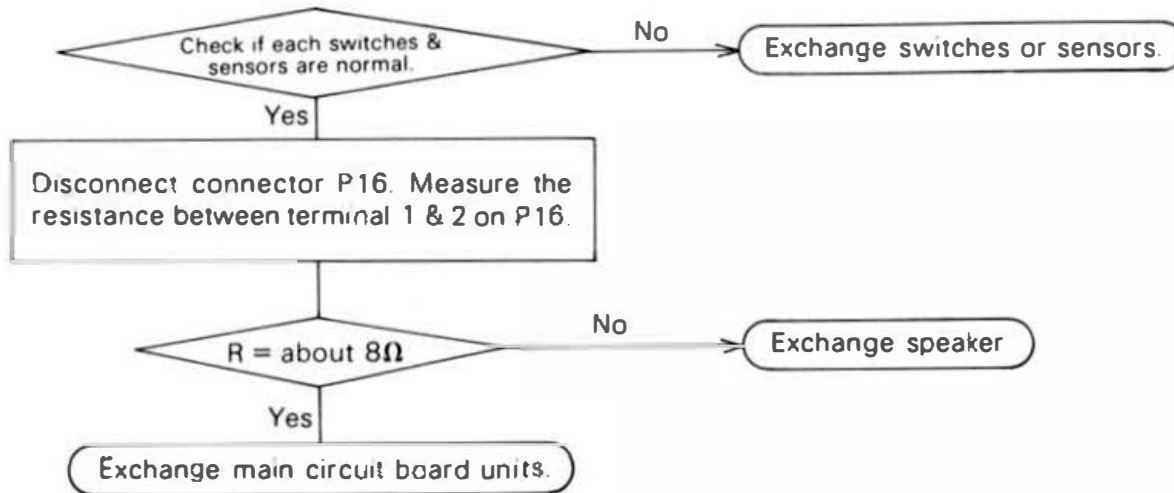 Check if each switches &
sensors are normal.
No
Exchange switches or sensors.
Yes
Disconnect connector P16. Measure the
resistance between terminal 1 & 2 on P16.
R = about 8Ω
No
Exchange speaker
Yes
Exchange main circuit board units.